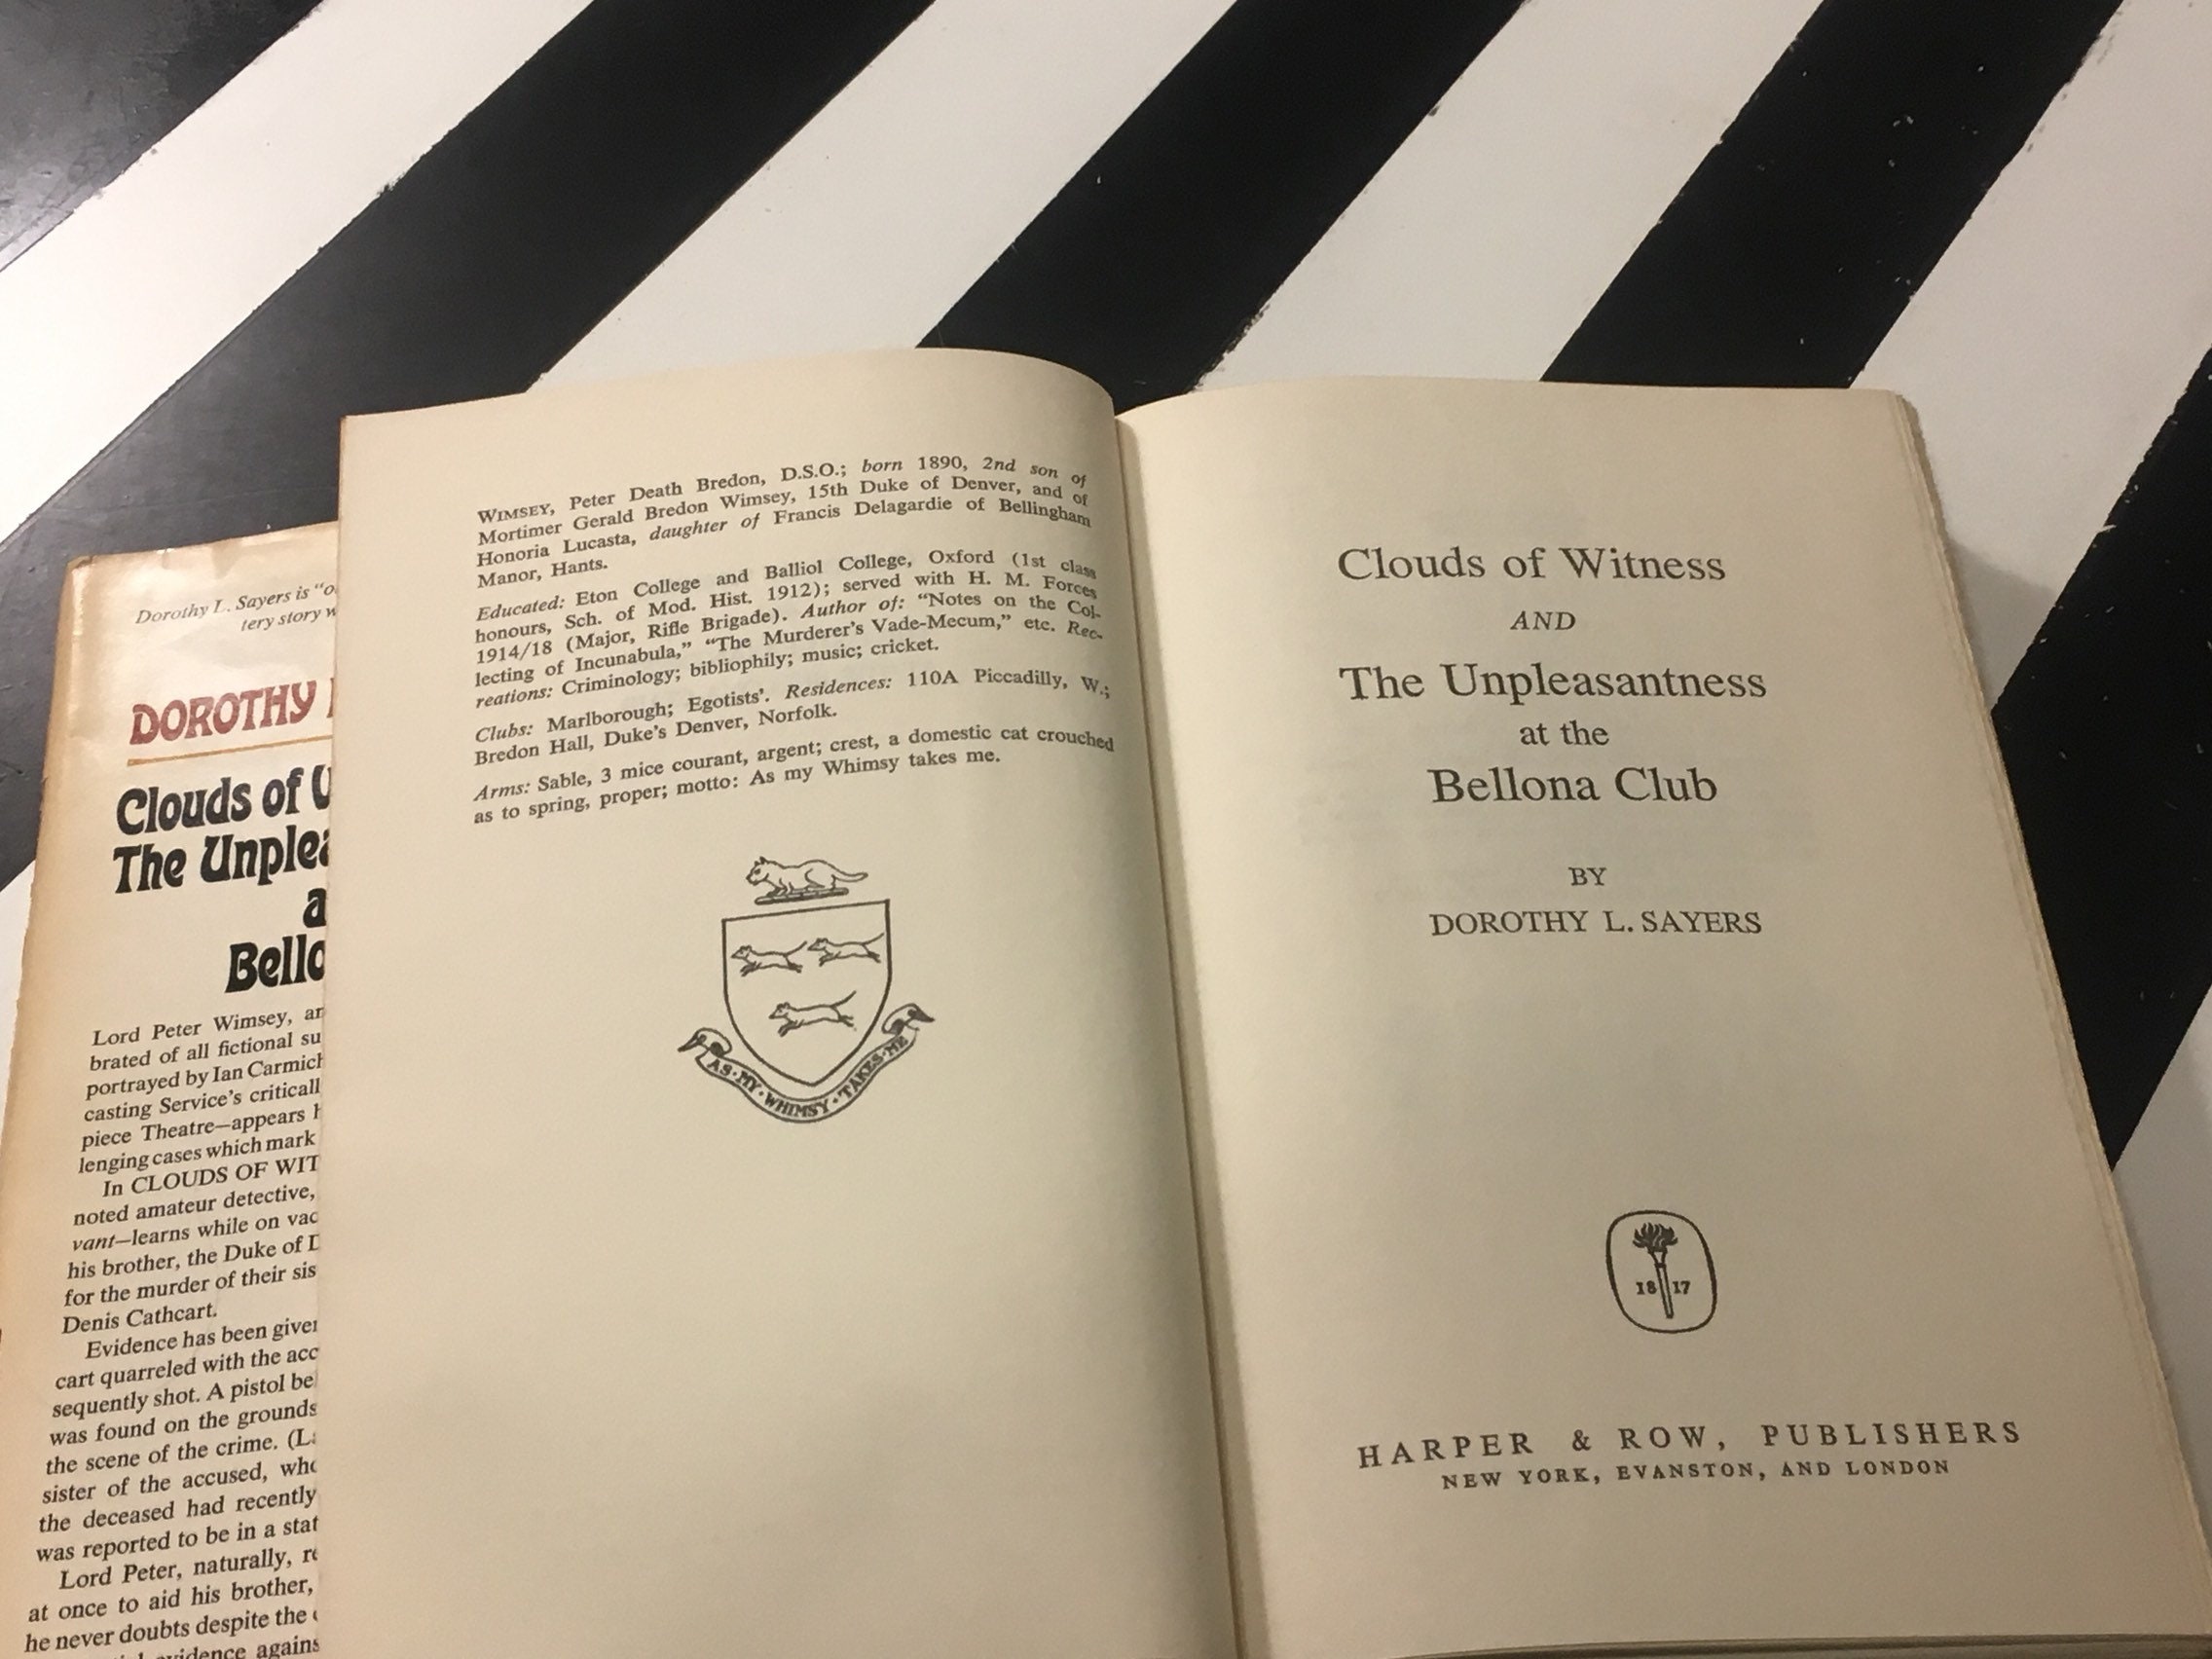 Dorothy L. Sayers is
tery story
DOROTHY
Clouds of
The
Lord Peter Wimsey,
brated of all fictional
portrayed by Ian
casting Service's
piece Theatre—appears
lenging cases which mark
In CLOUDS OF
noted amateur detective,
vant—learns while on
his brother, the Duke of
for the murder of their
Denis Cathcart.
Evidence has been
cart quarreled with the
sequently shot. A pistol
was found on the grounds
the scene of the crime.
sister of the accused,
the deceased had recently
was reported to be in a
Lord Peter, naturally,
at once to aid his brother,
he never doubts despite the
evidence
WIMSEY, Peter Death Bredon, D.S.O.; born 1890, 2nd son of
Mortimer Gerald Bredon Wimsey, 15th Duke of Denver, and of
Honoria Lucasta, daughter of Francis Delagardie of Bellingham
Manor, Hants.
Educated: Eton College and Balliol College, Oxford (1st class
honours, Sch. of Mod. Hist. 1912); served with H. M. Forces
1914/18 (Major, Rifle Brigade). Author of: "Notes on the Col-
lecting of Incunabula," "The Murderer's Vade-Mecum," etc. Rec-
reations: Criminology; bibliophily; music; cricket.
Clubs: Marlborough; Egotists'. Residences: 110A Piccadilly, W.;
Bredon Hall, Duke's Denver, Norfolk.
Arms: Sable, 3 mice courant, argent; crest, a domestic cat crouched
as to spring, proper; motto: As my Whimsy takes me.
AS·MY·WHIMSY·TAKES·ME
Clouds of Witness
AND
The Unpleasantness
at the
Bellona Club
BY
DOROTHY L. SAYERS
18 17
HARPER & ROW, PUBLISHERS
NEW YORK, EVANSTON, AND LONDON